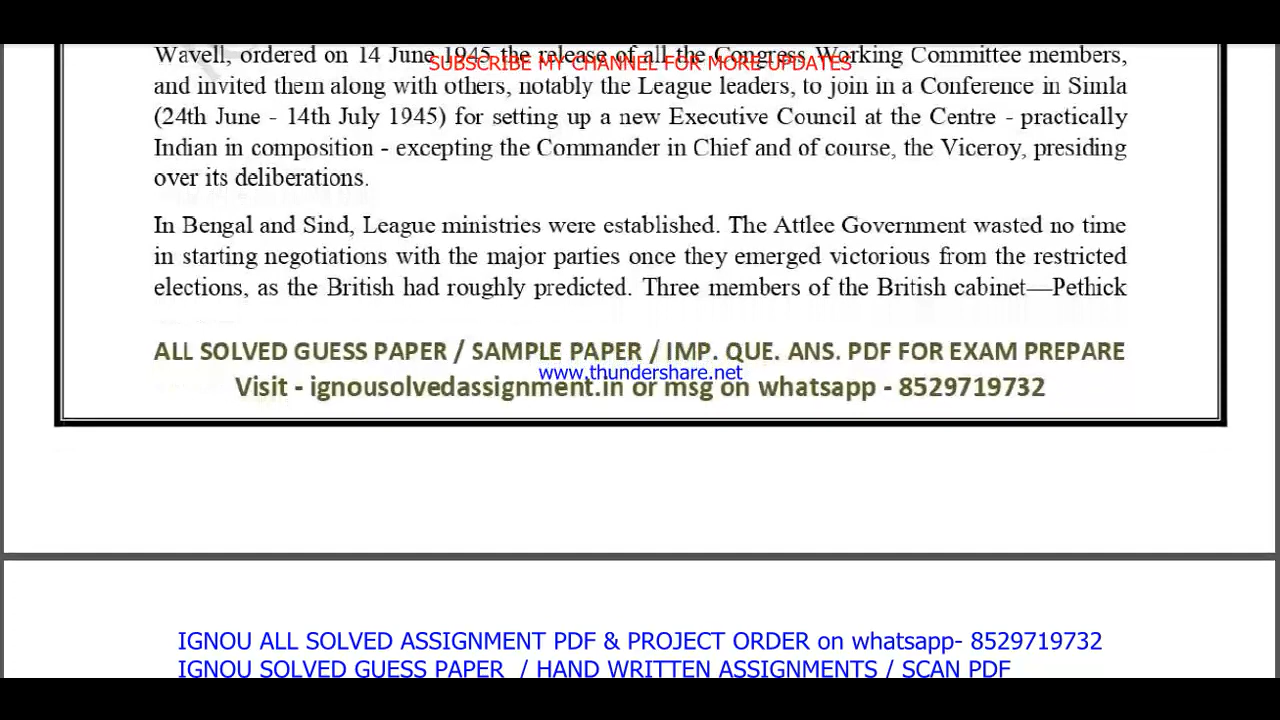 Wavell, ordered on 14 June 1945 the release of all the Congress Working Committee members,
SUBSCRIBE MY CHANNEL FOR MORE UPDATES
and invited them along with others, notably the League leaders, to join in a Conference in Simla
(24th June - 14th July 1945) for setting up a new Executive Council at the Centre - practically
Indian in composition - excepting the Commander in Chief and of course, the Viceroy, presiding
over its deliberations.
In Bengal and Sind, League ministries were established. The Attlee Government wasted no time
in starting negotiations with the major parties once they emerged victorious from the restricted
elections, as the British had roughly predicted. Three members of the British cabinet—Pethick
ALL SOLVED GUESS PAPER / SAMPLE PAPER / IMP. QUE. ANS. PDF FOR EXAM PREPARE
www.thundershare.net
Visit - ignousolvedassignment.in or msg on whatsapp - 8529719732
IGNOU ALL SOLVED ASSIGNMENT PDF & PROJECT ORDER on whatsapp- 8529719732
IGNOU SOLVED GUESS PAPER / HAND WRITTEN ASSIGNMENTS / SCAN PDF